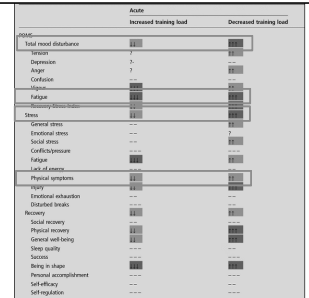 Acute
Increased training load Decreased training load
POMS
Total mood disturbance ↓↓ ↑↑↑
Tension ? ↑↑
Depression ?- --
Anger ? ↑↑
Confusion -- --
Vigour ↓↓↓ ↑↑
Fatigue ↓↓↓ ↑↑↑
Recovery Stress
Stress ↓↓ ↑↑↑
General stress -- ↑↑
Emotional stress -- ?
Social stress -- ↑↑
Conflicts/pressure --- ---
Fatigue ↓↓↓ ↑↑
Lack of energy --- ---
Physical symptoms ↓↓ ↑↑
Injury ↓↓ ↑↑↑
Emotional exhaustion -- --
Disturbed breaks -- --
Recovery ↓↓ ↑↑
Social recovery -- --
Physical recovery ↓↓ ↑↑↑
General well-being ↓↓ ↑↑↑
Sleep quality -- --
Success --- ---
Being in shape ↓↓↓ ↑↑↑
Personal accomplishment --- ---
Self-efficacy -- --
Self-regulation --- ---